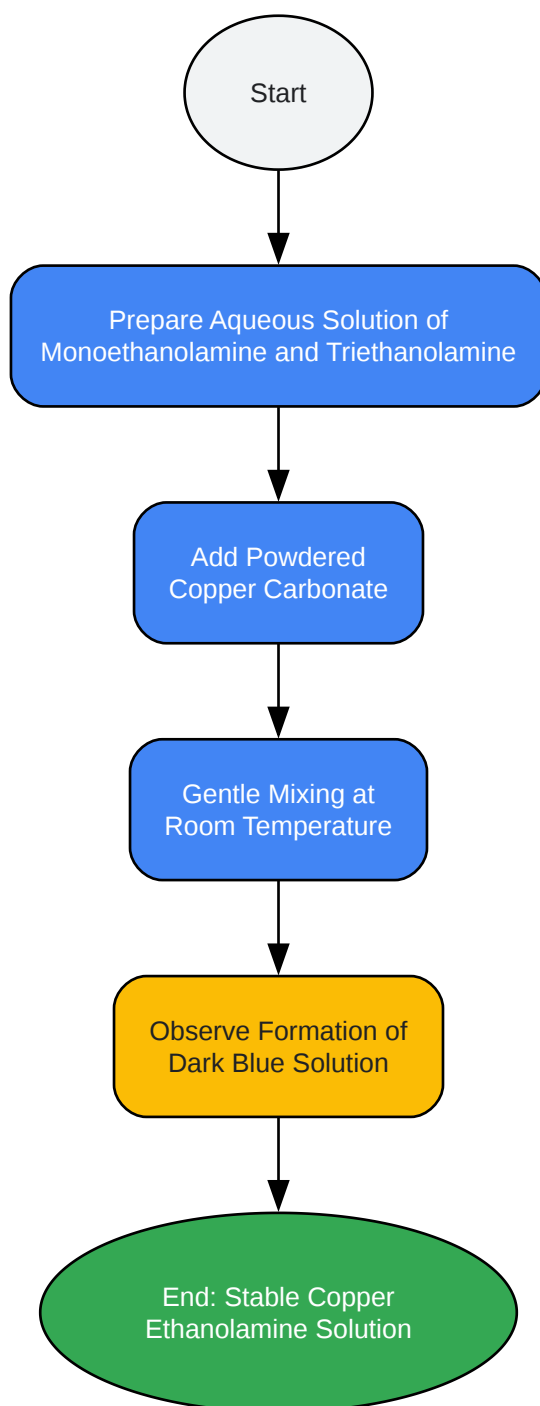 Start
Prepare Aqueous Solution of
Monoethanolamine and Triethanolamine
Add Powdered
Copper Carbonate
Gentle Mixing at
Room Temperature
Observe Formation of
Dark Blue Solution
End: Stable Copper
Ethanolamine Solution